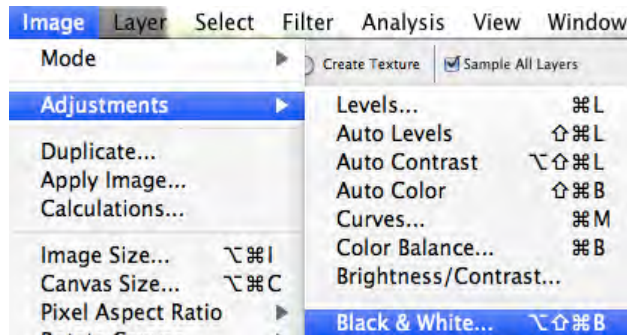 Image Layer Select Filter Analysis View Window
Mode
Create Texture Sample All Layers
Adjustments
Duplicate...
Apply Image...
Calculations...
Image Size... ⌥⌘I
Canvas Size... ⌥⌘C
Pixel Aspect Ratio
Levels... ⌘L
Auto Levels ⇧⌘L
Auto Contrast ⌥⇧⌘L
Auto Color ⇧⌘B
Curves... ⌘M
Color Balance... ⌘B
Brightness/Contrast...
Black & White... ⌥⇧⌘B